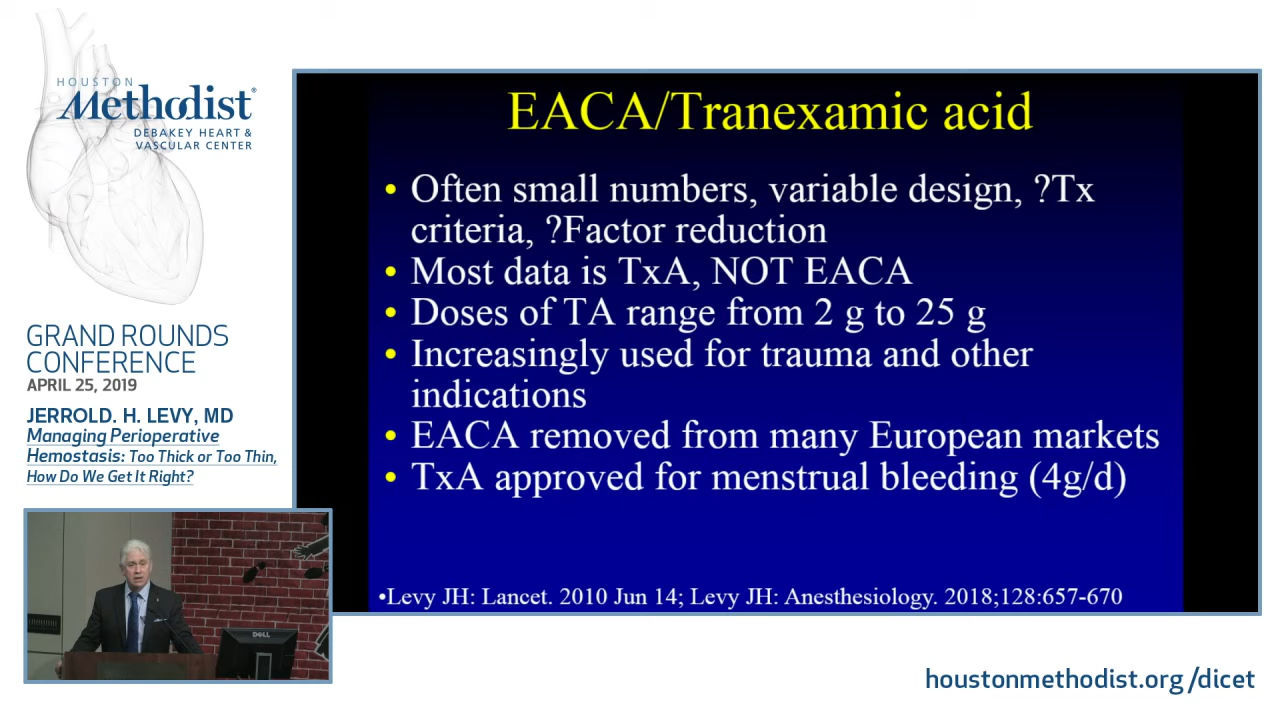 HOUSTON
Methodist®
DEBAKEY HEART &
VASCULAR CENTER
GRAND ROUNDS
CONFERENCE
APRIL 25, 2019
JERROLD. H. LEVY, MD
Managing Perioperative
Hemostasis: Too Thick or Too Thin,
How Do We Get It Right?
EACA/Tranexamic acid
• Often small numbers, variable design, ?Tx
criteria, ?Factor reduction
• Most data is TxA, NOT EACA
• Doses of TA range from 2 g to 25 g
• Increasingly used for trauma and other
indications
• EACA removed from many European markets
• TxA approved for menstrual bleeding (4g/d)
•Levy JH: Lancet. 2010 Jun 14; Levy JH: Anesthesiology. 2018;128:657-670
DELL
houstonmethodist.org/dicet